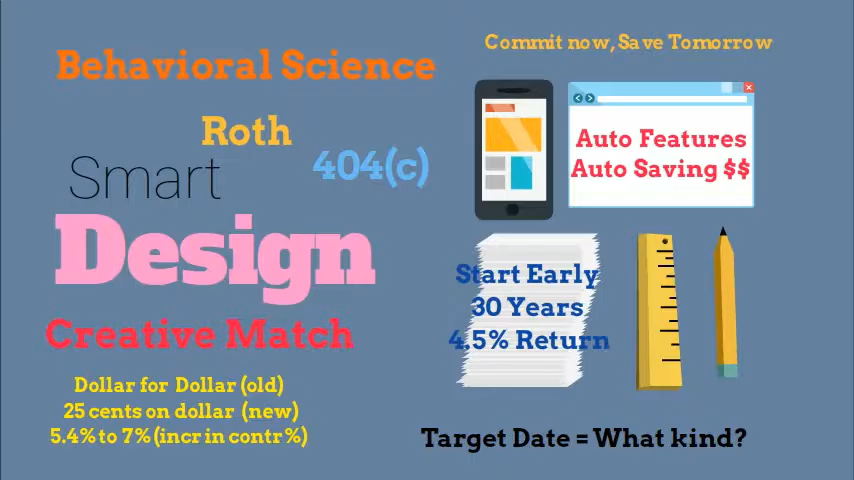 Behavioral Science
Roth
404(c)
Smart
Design
Creative Match
Dollar for Dollar (old)
25 cents on dollar (new)
5.4% to 7% (incr in contr %)
Commit now, Save Tomorrow
Auto Features
Auto Saving $$
Start Early
30 Years
4.5% Return
Target Date = What kind?